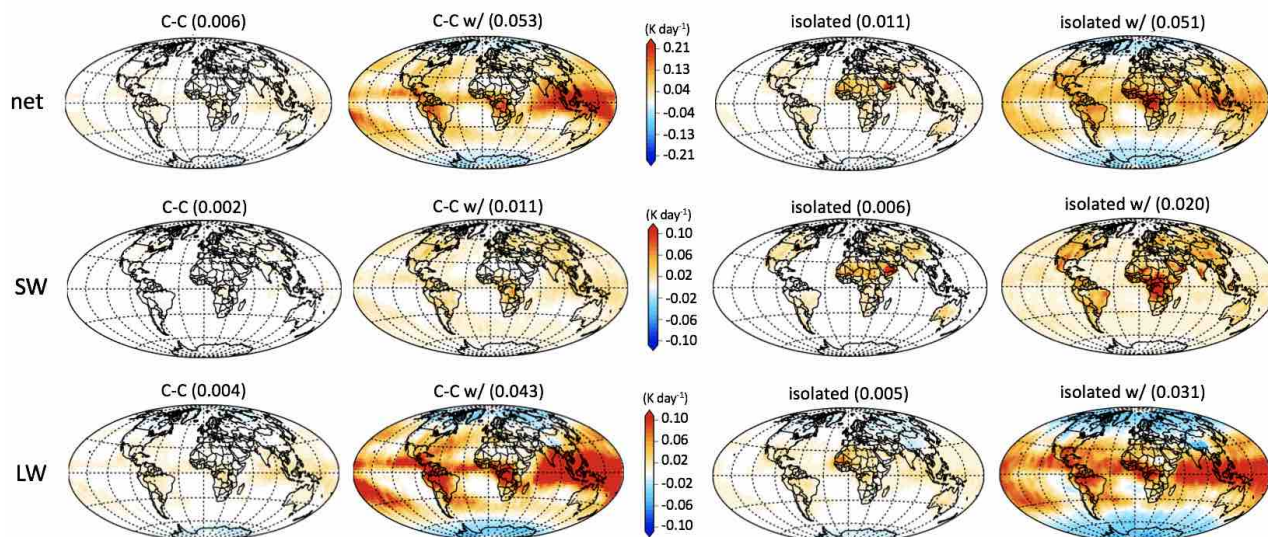 C-C (0.006) C-C w/ (0.053) isolated (0.011) isolated w/ (0.051)
net
(K day⁻¹)
0.21
0.13
0.04
-0.04
-0.13
-0.21
C-C (0.002) C-C w/ (0.011) isolated (0.006) isolated w/ (0.020)
SW
(K day⁻¹)
0.10
0.06
0.02
-0.02
-0.06
-0.10
C-C (0.004) C-C w/ (0.043) isolated (0.005) isolated w/ (0.031)
LW
(K day⁻¹)
0.10
0.06
0.02
-0.02
-0.06
-0.10